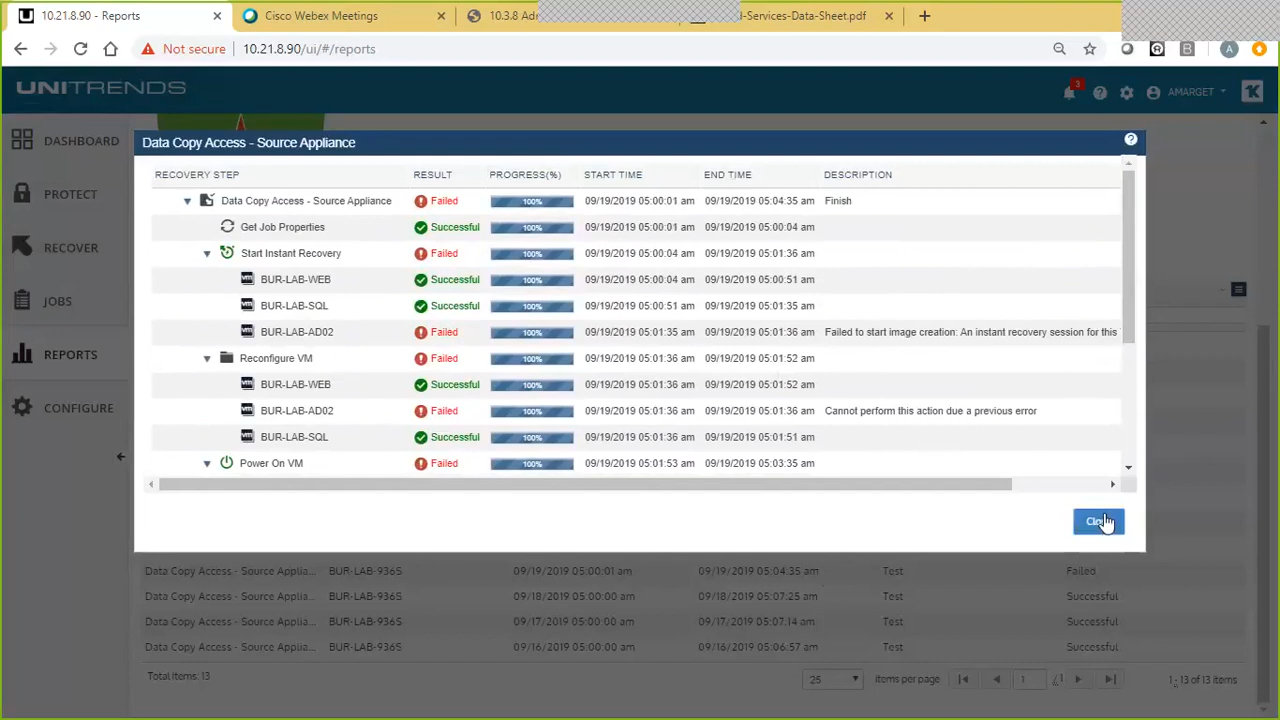 10.21.8.90 - Reports
Cisco Webex Meetings
-Services-Data-Sheet.pdf
Not secure 10.21.8.90/ui/#/reports
UNITRENDS
3
AMARGET
DASHBOARD
PROTECT
RECOVER
JOBS
REPORTS
CONFIGURE
Data Copy Access - Source Appliance
RECOVERY STEP RESULT PROGRESS(%) START TIME END TIME DESCRIPTION
Data Copy Access - Source Appliance Failed 100% 09/19/2019 05:00:01 am 09/19/2019 05:04:35 am Finish
Get Job Properties Successful 100% 09/19/2019 05:00:01 am 09/19/2019 05:00:04 am
Start Instant Recovery Failed 100% 09/19/2019 05:00:04 am 09/19/2019 05:01:36 am
BUR-LAB-WEB Successful 100% 09/19/2019 05:00:04 am 09/19/2019 05:00:51 am
BUR-LAB-SQL Successful 100% 09/19/2019 05:00:51 am 09/19/2019 05:01:35 am
BUR-LAB-AD02 Failed 100% 09/19/2019 05:01:35 am 09/19/2019 05:01:36 am Failed to start image creation: An instant recovery session for this
Reconfigure VM Failed 100% 09/19/2019 05:01:36 am 09/19/2019 05:01:52 am
BUR-LAB-WEB Successful 100% 09/19/2019 05:01:36 am 09/19/2019 05:01:52 am
BUR-LAB-AD02 Failed 100% 09/19/2019 05:01:36 am 09/19/2019 05:01:36 am Cannot perform this action due a previous error
BUR-LAB-SQL Successful 100% 09/19/2019 05:01:36 am 09/19/2019 05:01:51 am
Power On VM Failed 100% 09/19/2019 05:01:53 am 09/19/2019 05:03:35 am
Data Copy Access - Source Applia... BUR-LAB-936S 09/19/2019 05:00:01 am 09/19/2019 05:04:35 am Test Failed
Data Copy Access - Source Applia... BUR-LAB-936S 09/18/2019 05:00:00 am 09/18/2019 05:07:25 am Test Successful
Data Copy Access - Source Applia... BUR-LAB-936S 09/17/2019 05:00:00 am 09/17/2019 05:07:14 am Test Successful
Data Copy Access - Source Applia... BUR-LAB-936S 09/16/2019 05:00:00 am 09/16/2019 05:06:57 am Test Successful
Total Items: 13 25 items per page 1 / 1 1 - 13 of 13 items